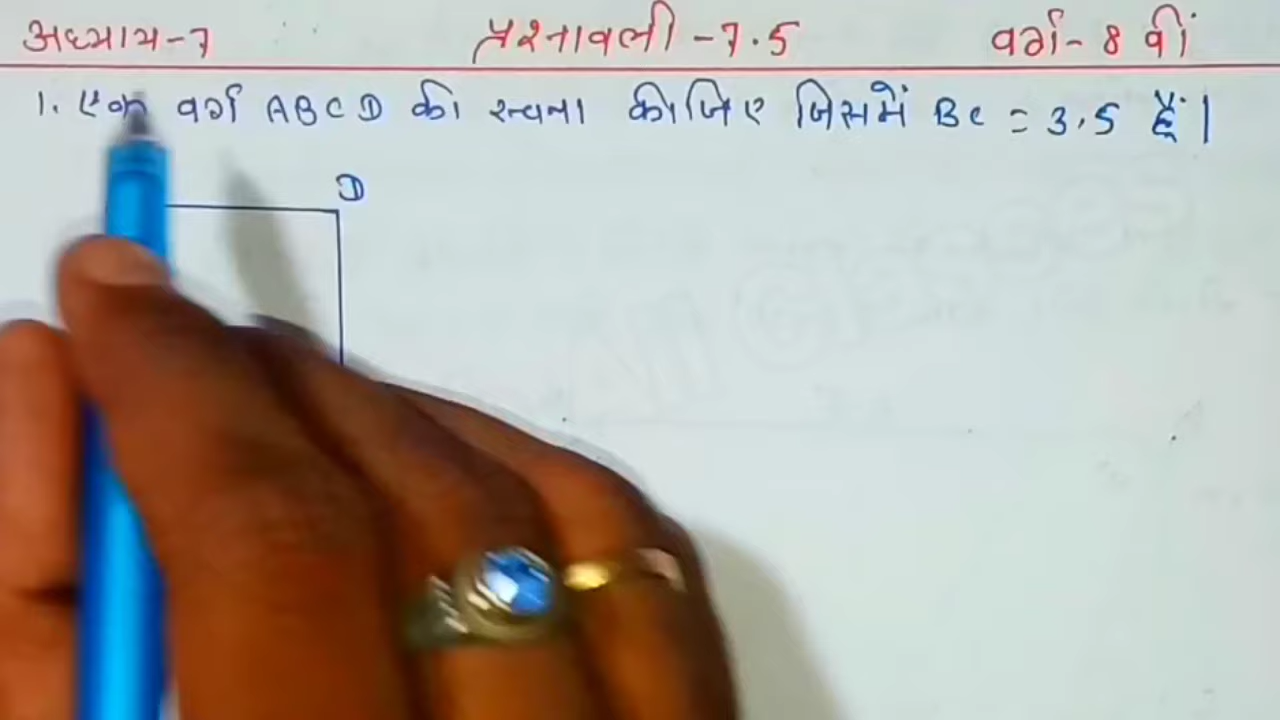 अध्याय-7 प्रश्नावली-7.5 वर्ग-8 वीं
1. एक वर्ग ABCD की रचना कीजिए जिसमें BC = 3.5 है।
D